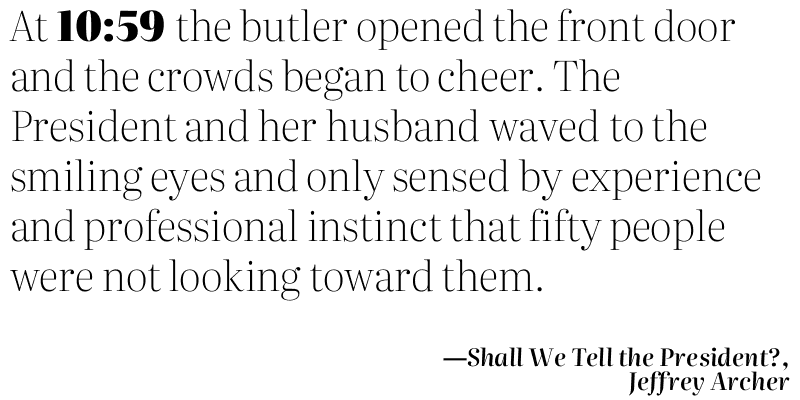 At 10:59 the butler opened the front door
and the crowds began to cheer. The
President and her husband waved to the
smiling eyes and only sensed by experience
and professional instinct that fifty people
were not looking toward them.
—Shall We Tell the President?,
Jeffrey Archer